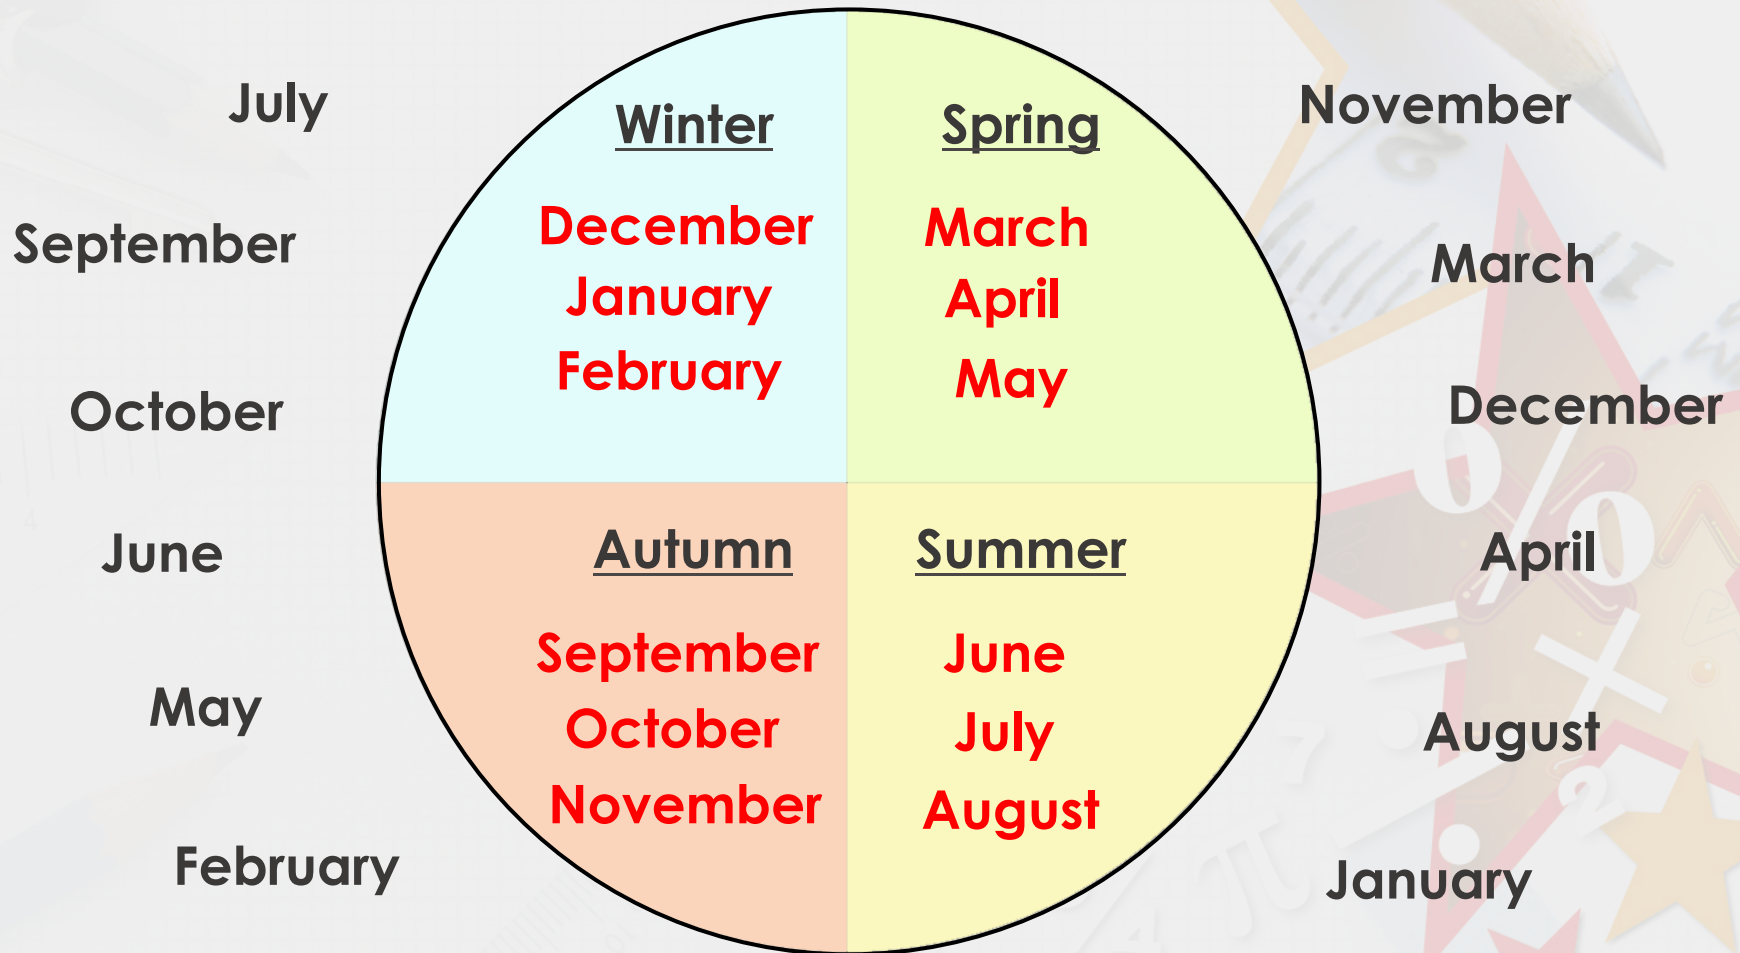 July
September
October
June
May
February
Winter
December
January
February
Spring
March
April
May
Autumn
September
October
November
Summer
June
July
August
November
March
December
April
August
January